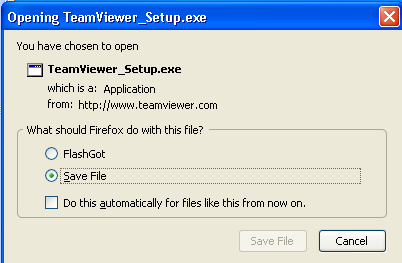 Opening TeamViewer_Setup.exe
You have chosen to open
TeamViewer_Setup.exe
which is a: Application
from: http://www.teamviewer.com
What should Firefox do with this file?
FlashGot
Save File
Do this automatically for files like this from now on.
Save File Cancel